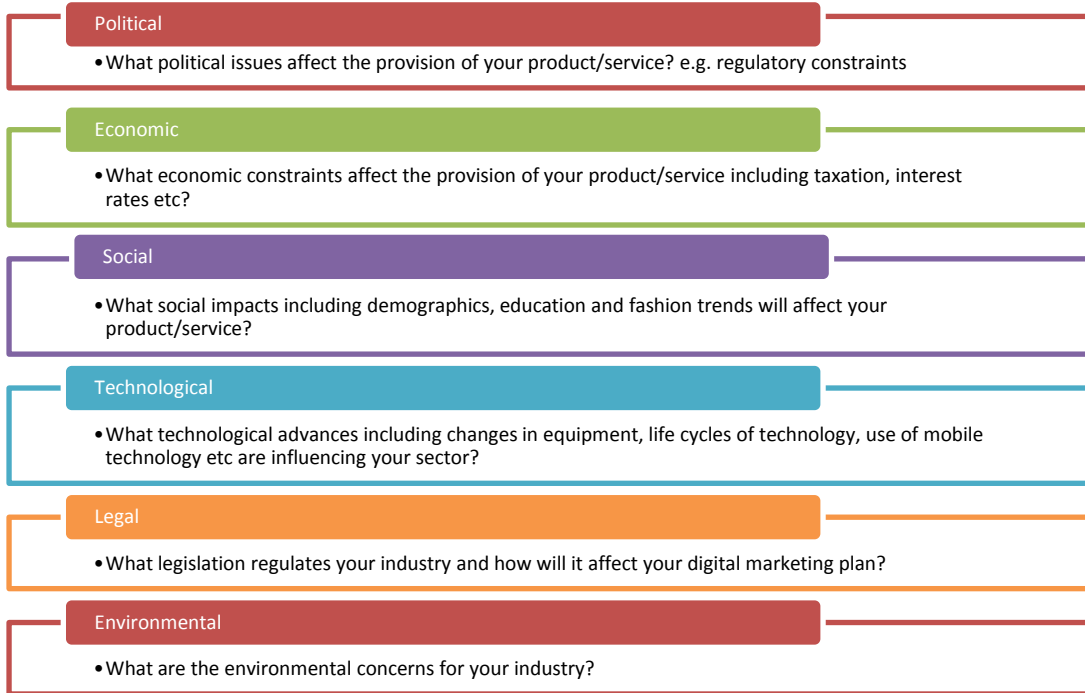 Political
•What political issues affect the provision of your product/service? e.g. regulatory constraints
Economic
•What economic constraints affect the provision of your product/service including taxation, interest
rates etc?
Social
•What social impacts including demographics, education and fashion trends will affect your
product/service?
Technological
•What technological advances including changes in equipment, life cycles of technology, use of mobile
technology etc are influencing your sector?
Legal
•What legislation regulates your industry and how will it affect your digital marketing plan?
Environmental
•What are the environmental concerns for your industry?